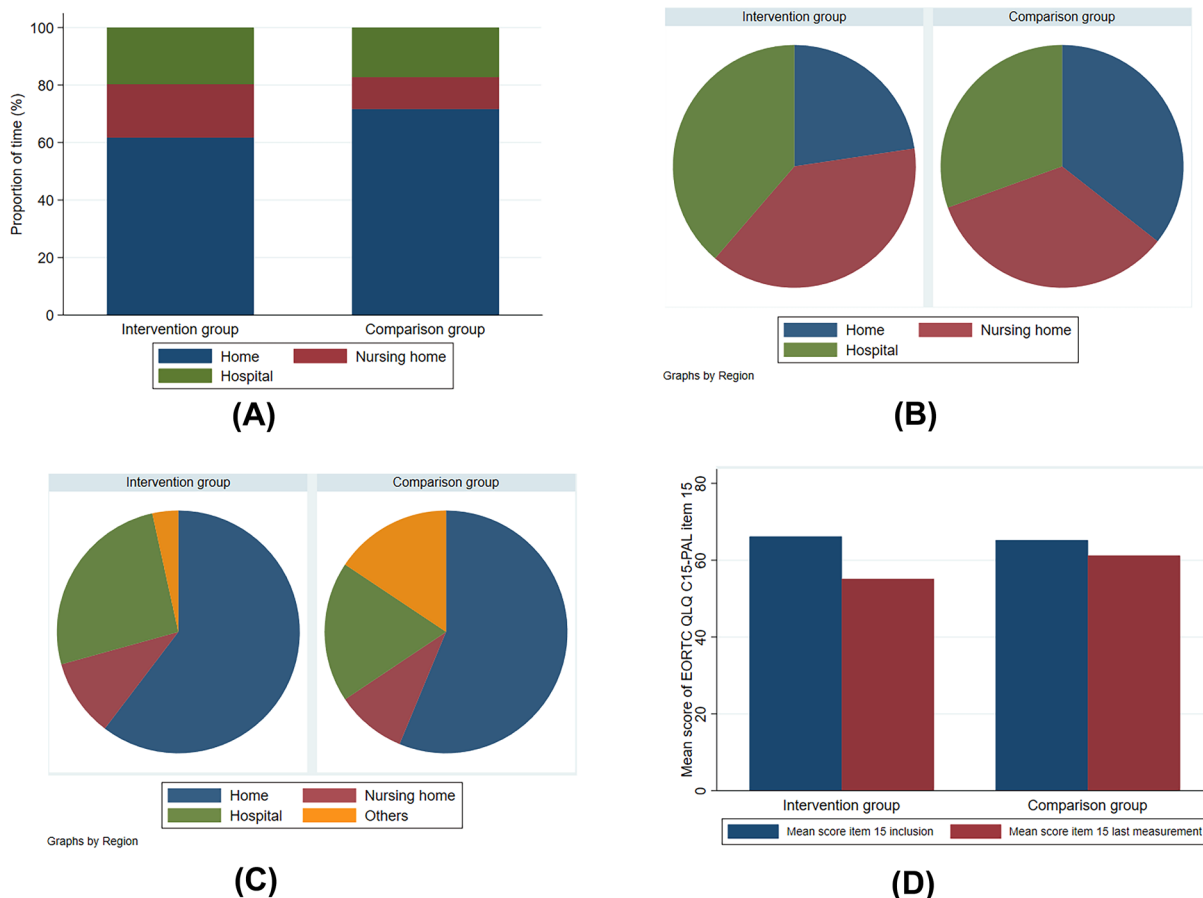 Proportion of time (%)
100
80
60
40
20
0
Intervention group
Comparison group
Home
Nursing home
Hospital
(A)
Intervention group
Comparison group
Home
Nursing home
Hospital
Graphs by Region
(B)
Intervention group
Comparison group
Home
Nursing home
Hospital
Others
Graphs by Region
(C)
Mean score of EORTC QLQ C15-PAL item 15
80
60
40
20
0
Intervention group
Comparison group
Mean score item 15 inclusion
Mean score item 15 last measurement
(D)